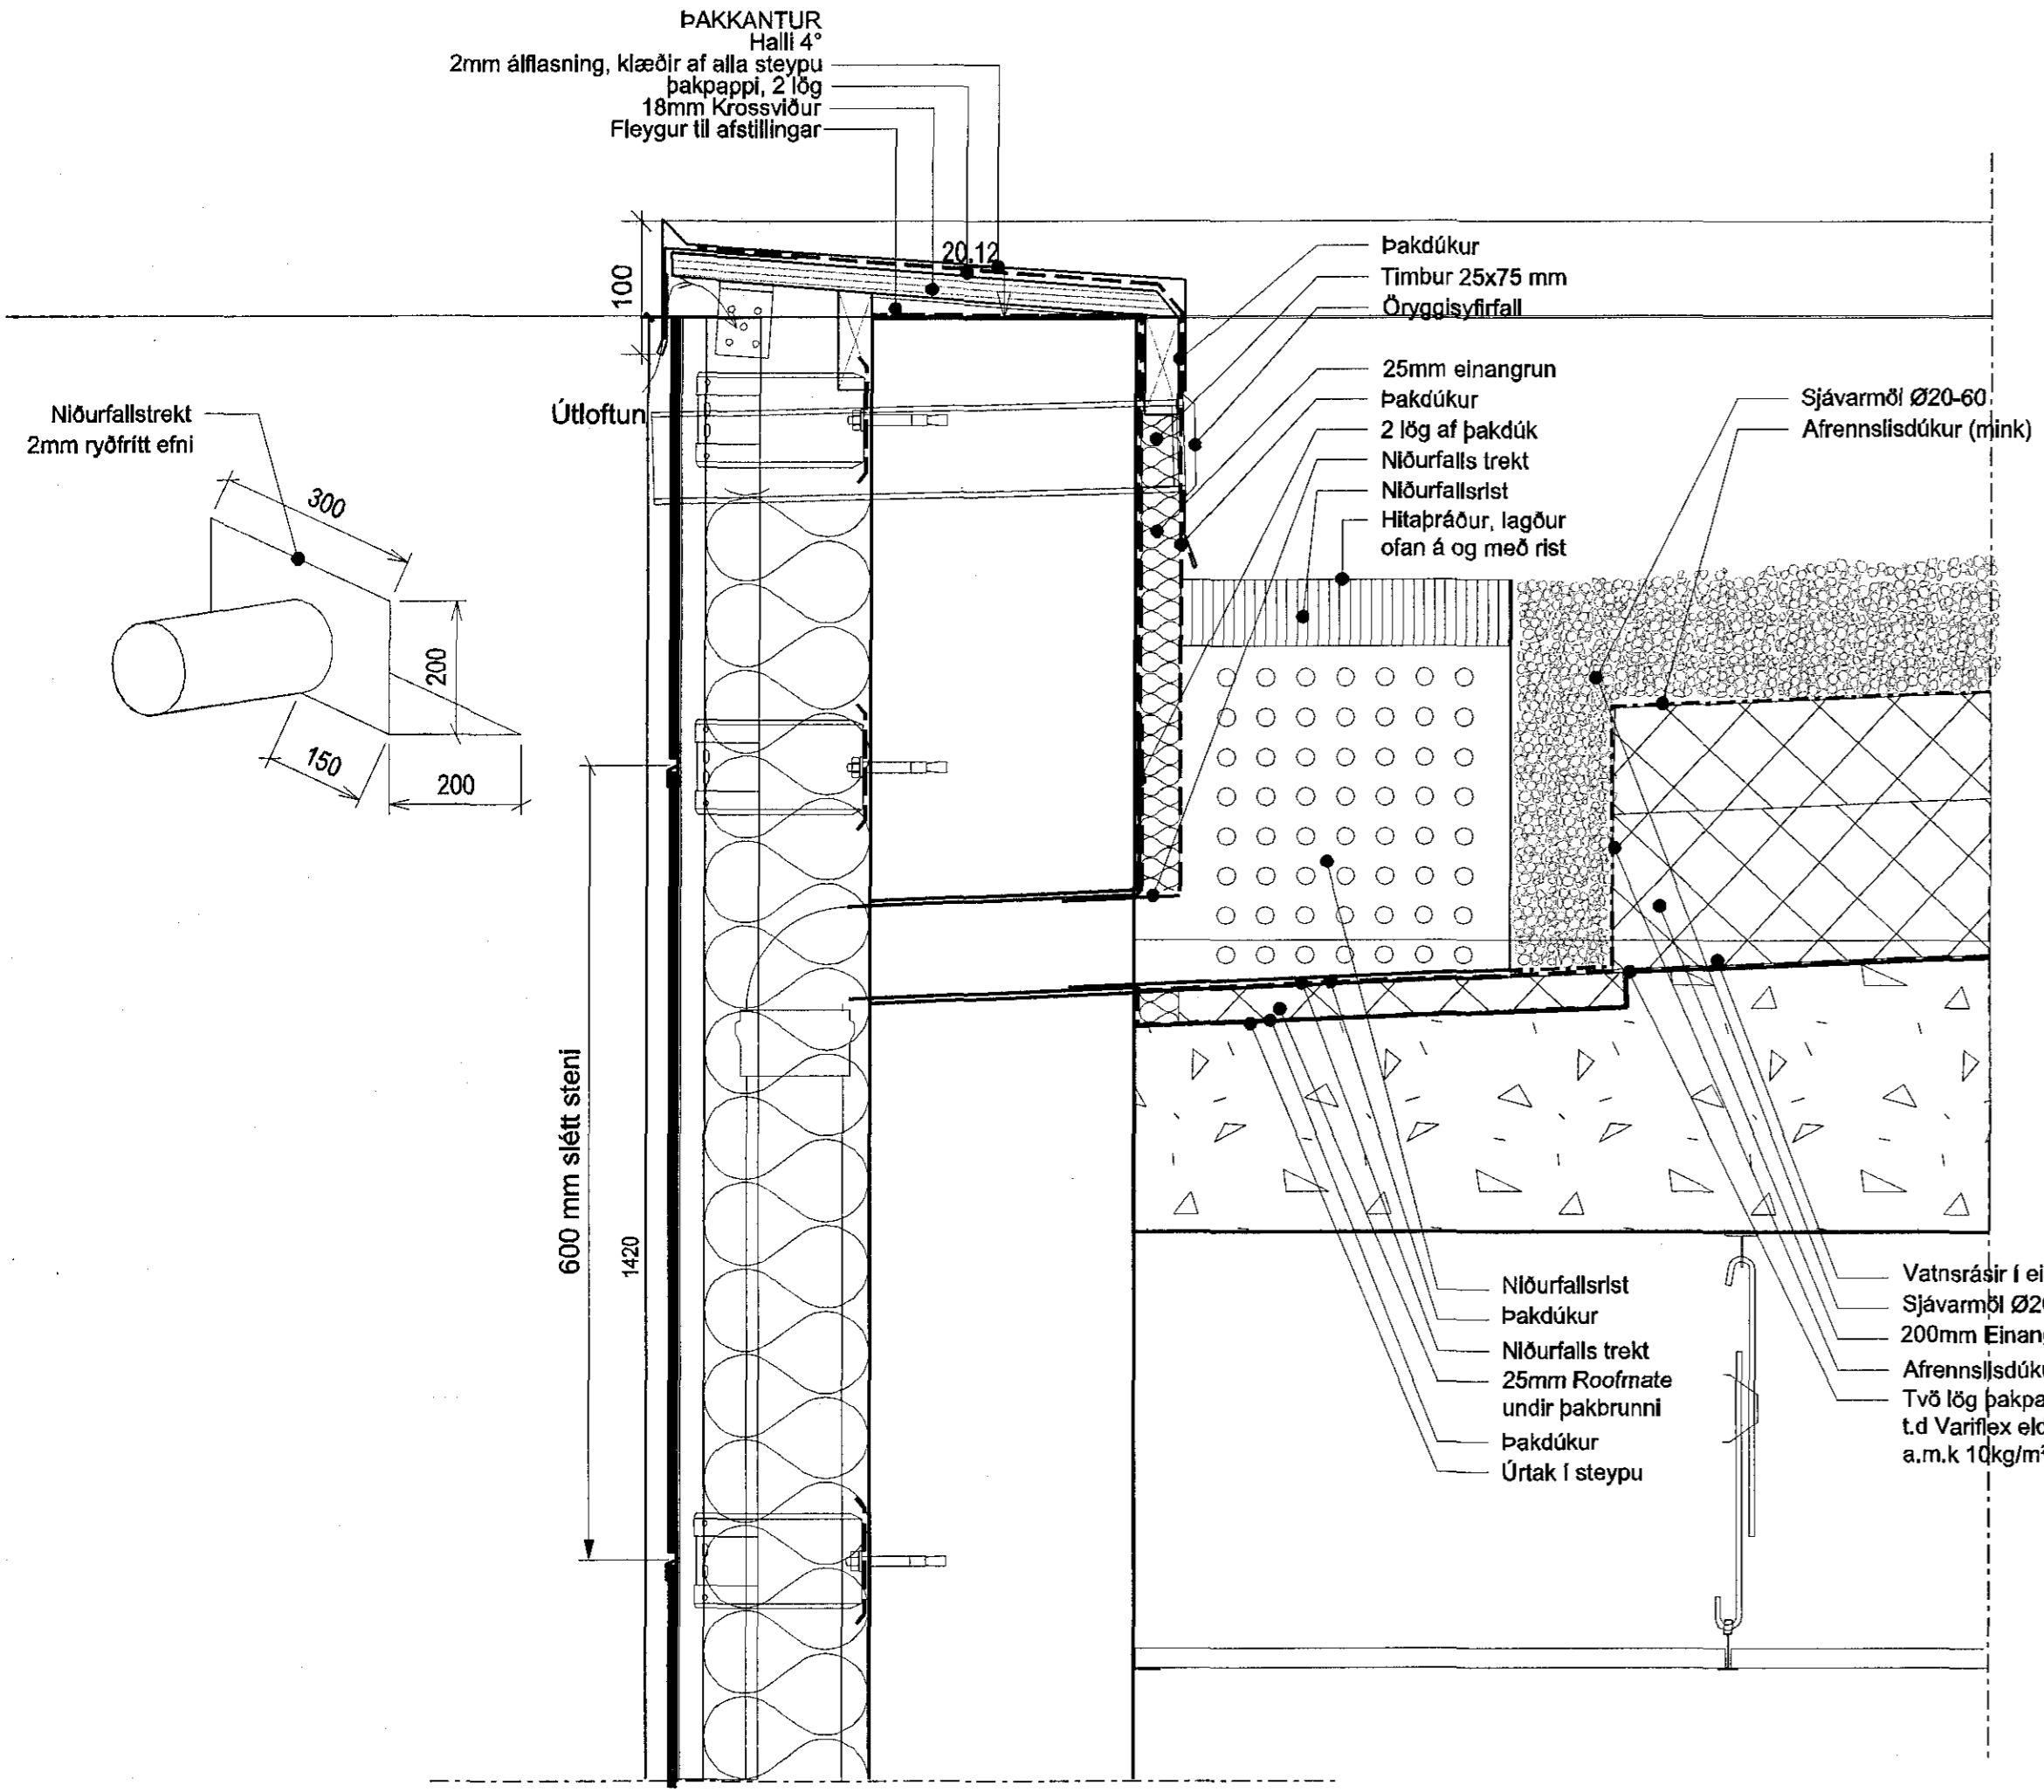 ÞAKKANTUR
Halli 4°
2mm álflasning, klæðir af alla steypu
þakpappi, 2 lög
18mm Krossviður
Fleygur til afstillingar
100
20.12
Þakdúkur
Timbur 25x75 mm
Öryggisyfirfall
25mm einangrun
Þakdúkur
2 lög af þakdúk
Niðurfalls trekt
Niðurfallsrist
Hitaþráður, lagður
ofan á og með rist
Sjávarmöl Ø20-60
Afrennslisdúkur (mink)
Útloftun
Niðurfallstrekt
2mm ryðfrítt efni
300
200
150
200
600 mm slétt steni
1420
Niðurfallsrist
Þakdúkur
Niðurfalls trekt
25mm Roofmate
undir þakbrunni
Þakdúkur
Úrtak í steypu
Vatnsrásir í ei
Sjávarmöl Ø2
200mm Einan
Afrennslisdúk
Tvö lög þakpa
t.d Variflex eld
a.m.k 10kg/m²